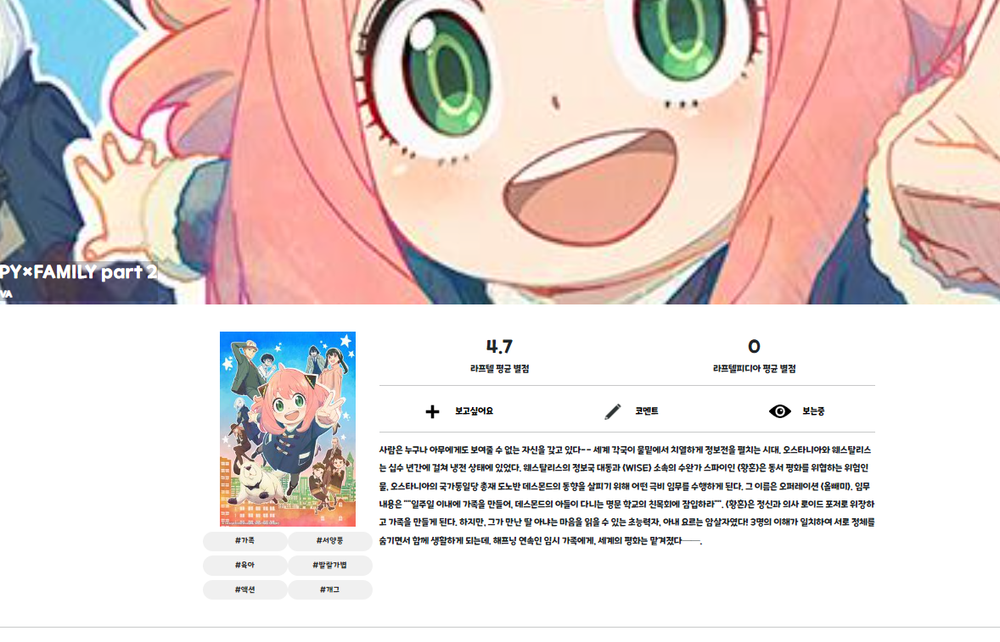 PY×FAMILY part 2
VA
4.7
라프텔 평균 별점
0
라프텔피디아 평균 별점
보고싶어요
코멘트
보는중
사람은 누구나 아무에게도 보여줄 수 없는 자신을 갖고 있다-- 세계 각국이 물밑에서 치열하게 정보전을 펼치는 시대. 오스타니아와 웨스탈리스
는 십수 년간에 걸쳐 냉전 상태에 있었다. 웨스탈리스의 정보국 대동과 (WISE) 소속의 수완가 스파이인 (황혼)은 동서 평화를 위협하는 위험인
물, 오스타니아의 국가통일당 총재 도노반 데스몬드의 동향을 살피기 위해 어떤 극비 임무를 수행하게 된다. 그 이름은 오퍼레이션 (올빼미). 임무
내용은 ""일주일 이내에 가족을 만들어, 데스몬드의 아들이 다니는 명문 학교의 친목회에 잠입하라"". (황혼)은 정신과 의사 로이드 포저로 위장하
고 가족을 만들게 된다. 하지만, 그가 만난 딸 아냐는 마음을 읽을 수 있는 초능력자, 아내 요르는 암살자였다! 3명의 이해가 일치하여 서로 정체를
숨기면서 함께 생활하게 되는데. 해프닝 연속인 임시 가족에게, 세계의 평화는 맡겨졌다──.
#가족
#서양풍
#육아
#발랄가볍
#액션
#개그